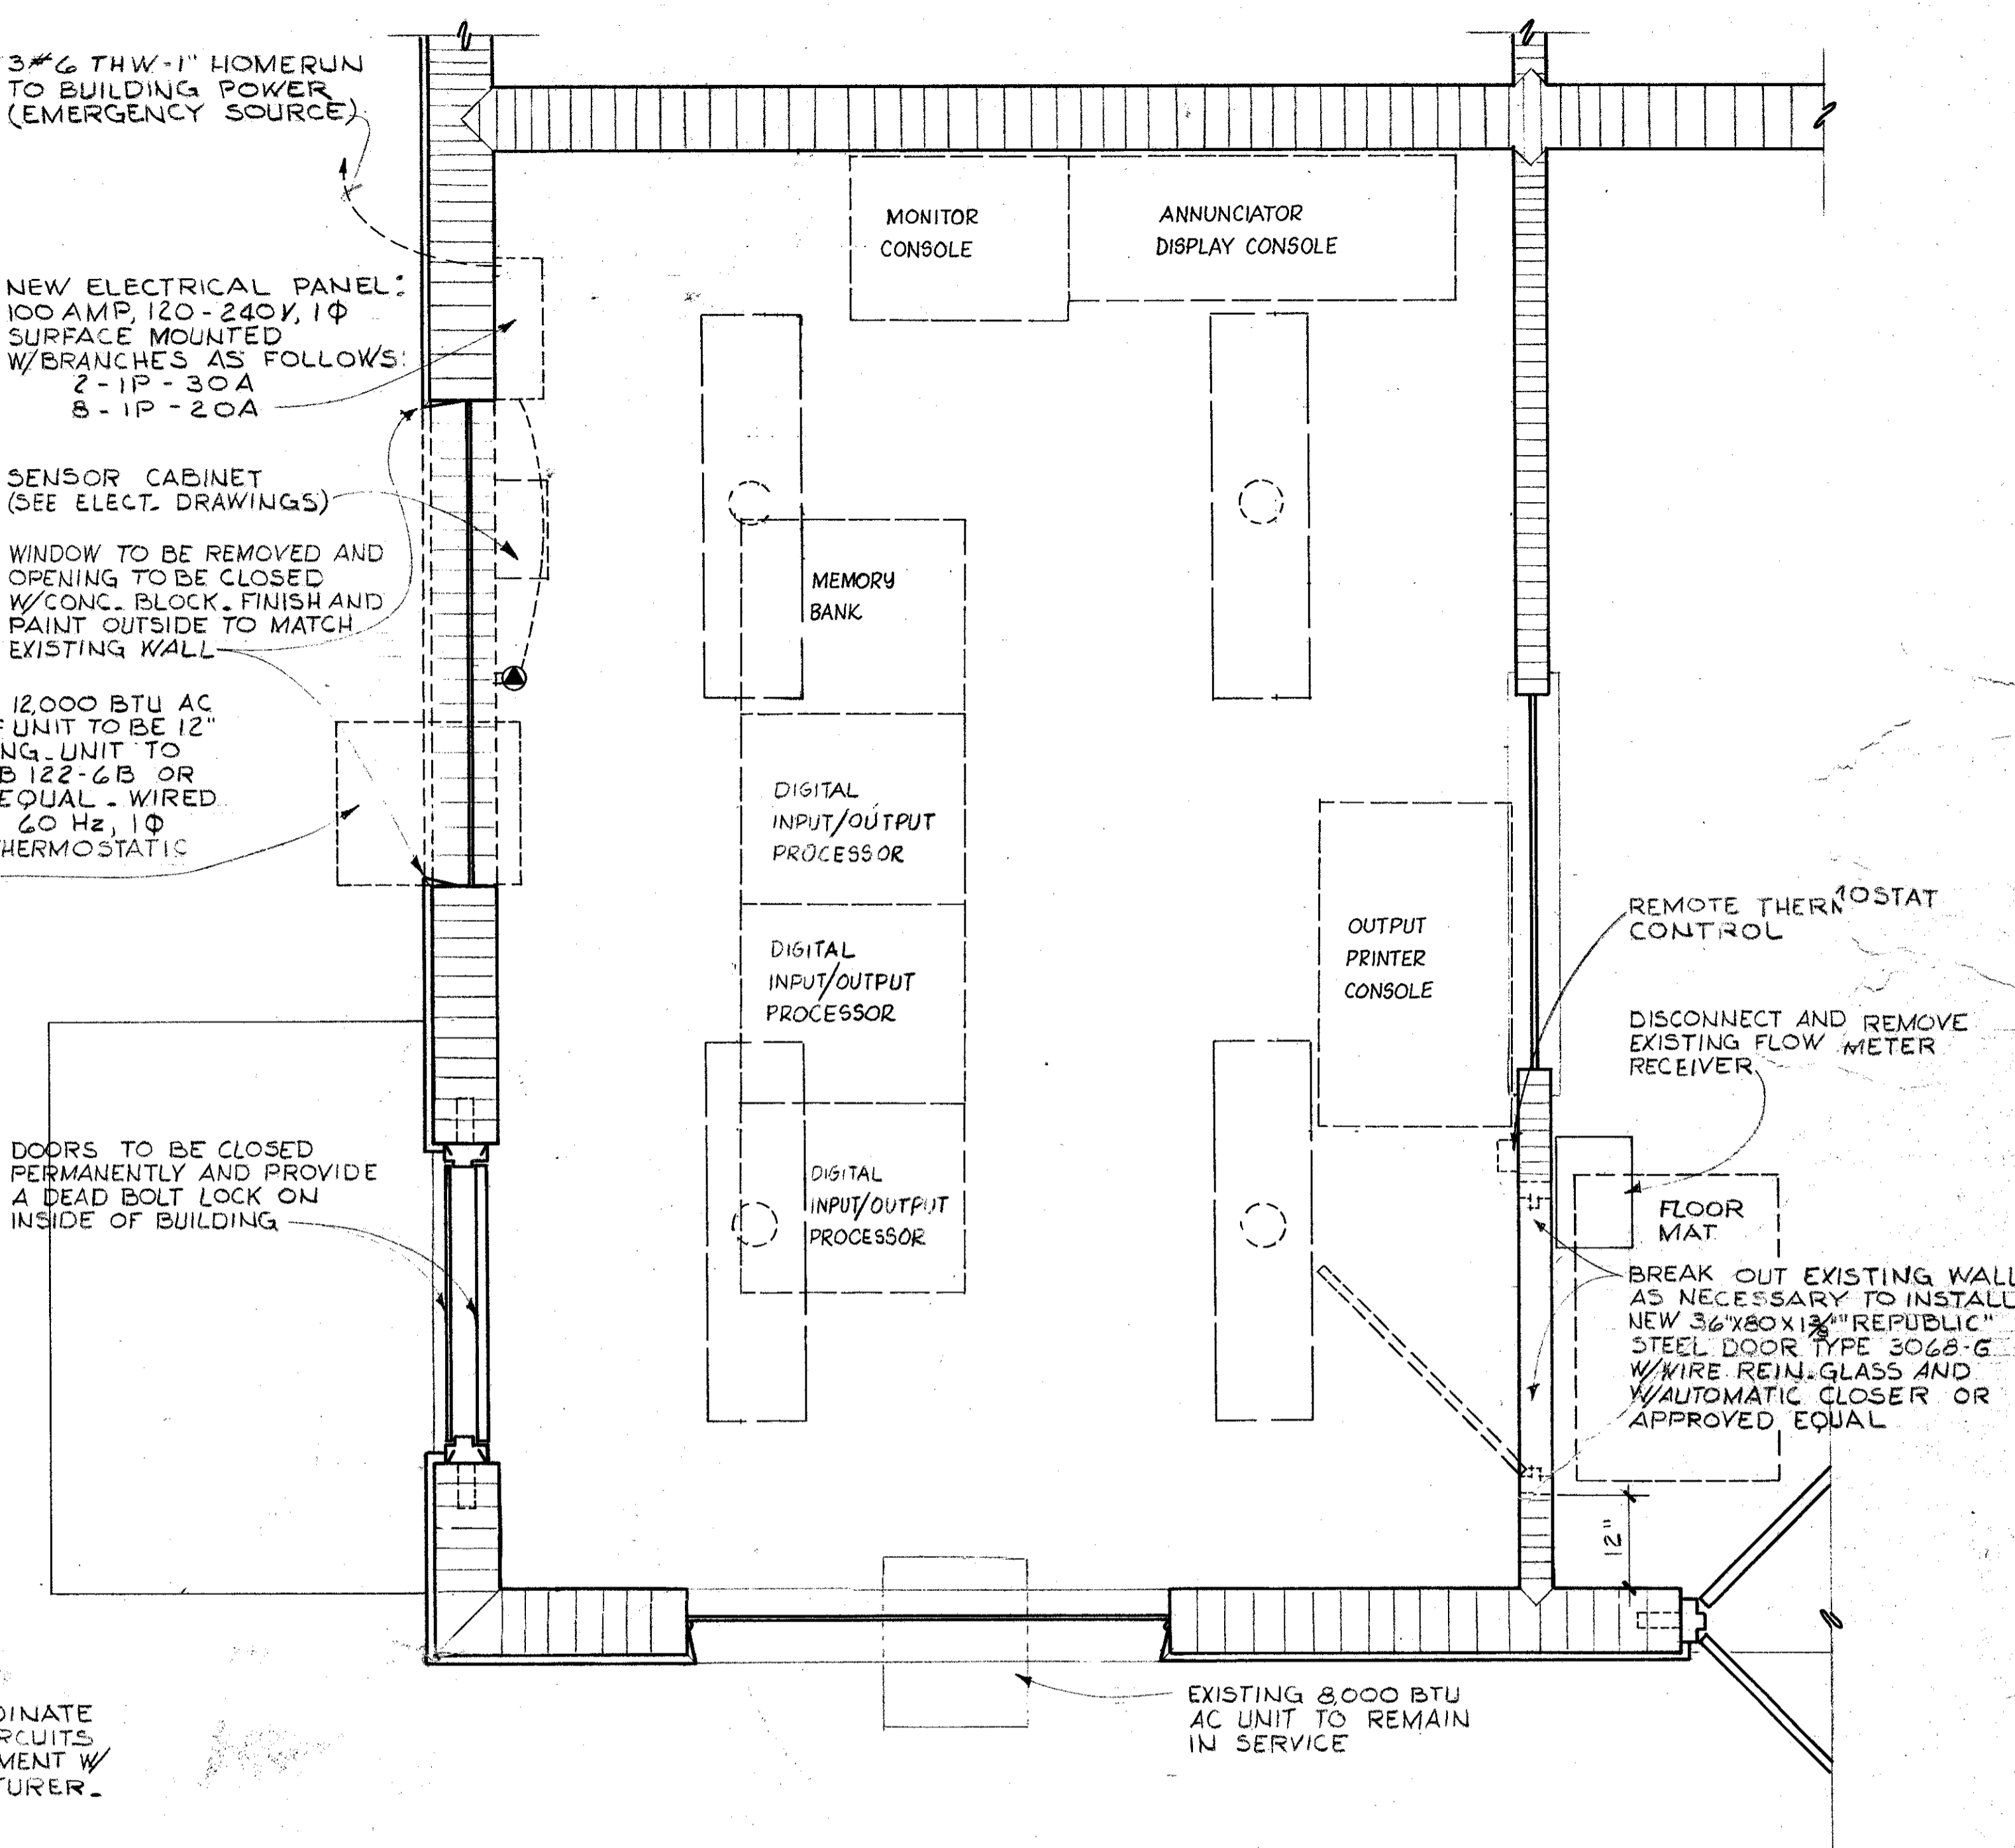 3#6 THW-1" HOMERUN
TO BUILDING POWER
(EMERGENCY SOURCE)
NEW ELECTRICAL PANEL:
100 AMP, 120-240V, 1Φ
SURFACE MOUNTED
W/BRANCHES AS FOLLOWS:
2-1P-30A
8-1P-20A
SENSOR CABINET
(SEE ELECT. DRAWINGS)
WINDOW TO BE REMOVED AND
OPENING TO BE CLOSED
W/CONC. BLOCK. FINISH AND
PAINT OUTSIDE TO MATCH
EXISTING WALL
12,000 BTU AC
UNIT TO BE 12"
NG. UNIT TO
B 122-6B OR
EQUAL. WIRED
60 Hz, 1Φ
HERMOSTATIC
DOORS TO BE CLOSED
PERMANENTLY AND PROVIDE
A DEAD BOLT LOCK ON
INSIDE OF BUILDING
DINATE
RCUITS
MENT W/
TURER.
MONITOR
CONSOLE
ANNUNCIATOR
DISPLAY CONSOLE
MEMORY
BANK
DIGITAL
INPUT/OUTPUT
PROCESSOR
DIGITAL
INPUT/OUTPUT
PROCESSOR
DIGITAL
INPUT/OUTPUT
PROCESSOR
OUTPUT
PRINTER
CONSOLE
REMOTE THERMOSTAT
CONTROL
DISCONNECT AND REMOVE
EXISTING FLOW METER
RECEIVER
FLOOR
MAT
BREAK OUT EXISTING WALL
AS NECESSARY TO INSTALL
NEW 36"X80X "REPUBLIC"
STEEL DOOR TYPE 3068-G
W/WIRE REIN. GLASS AND
W/AUTOMATIC CLOSER OR
APPROVED EQUAL
12"
EXISTING 8,000 BTU
AC UNIT TO REMAIN
IN SERVICE